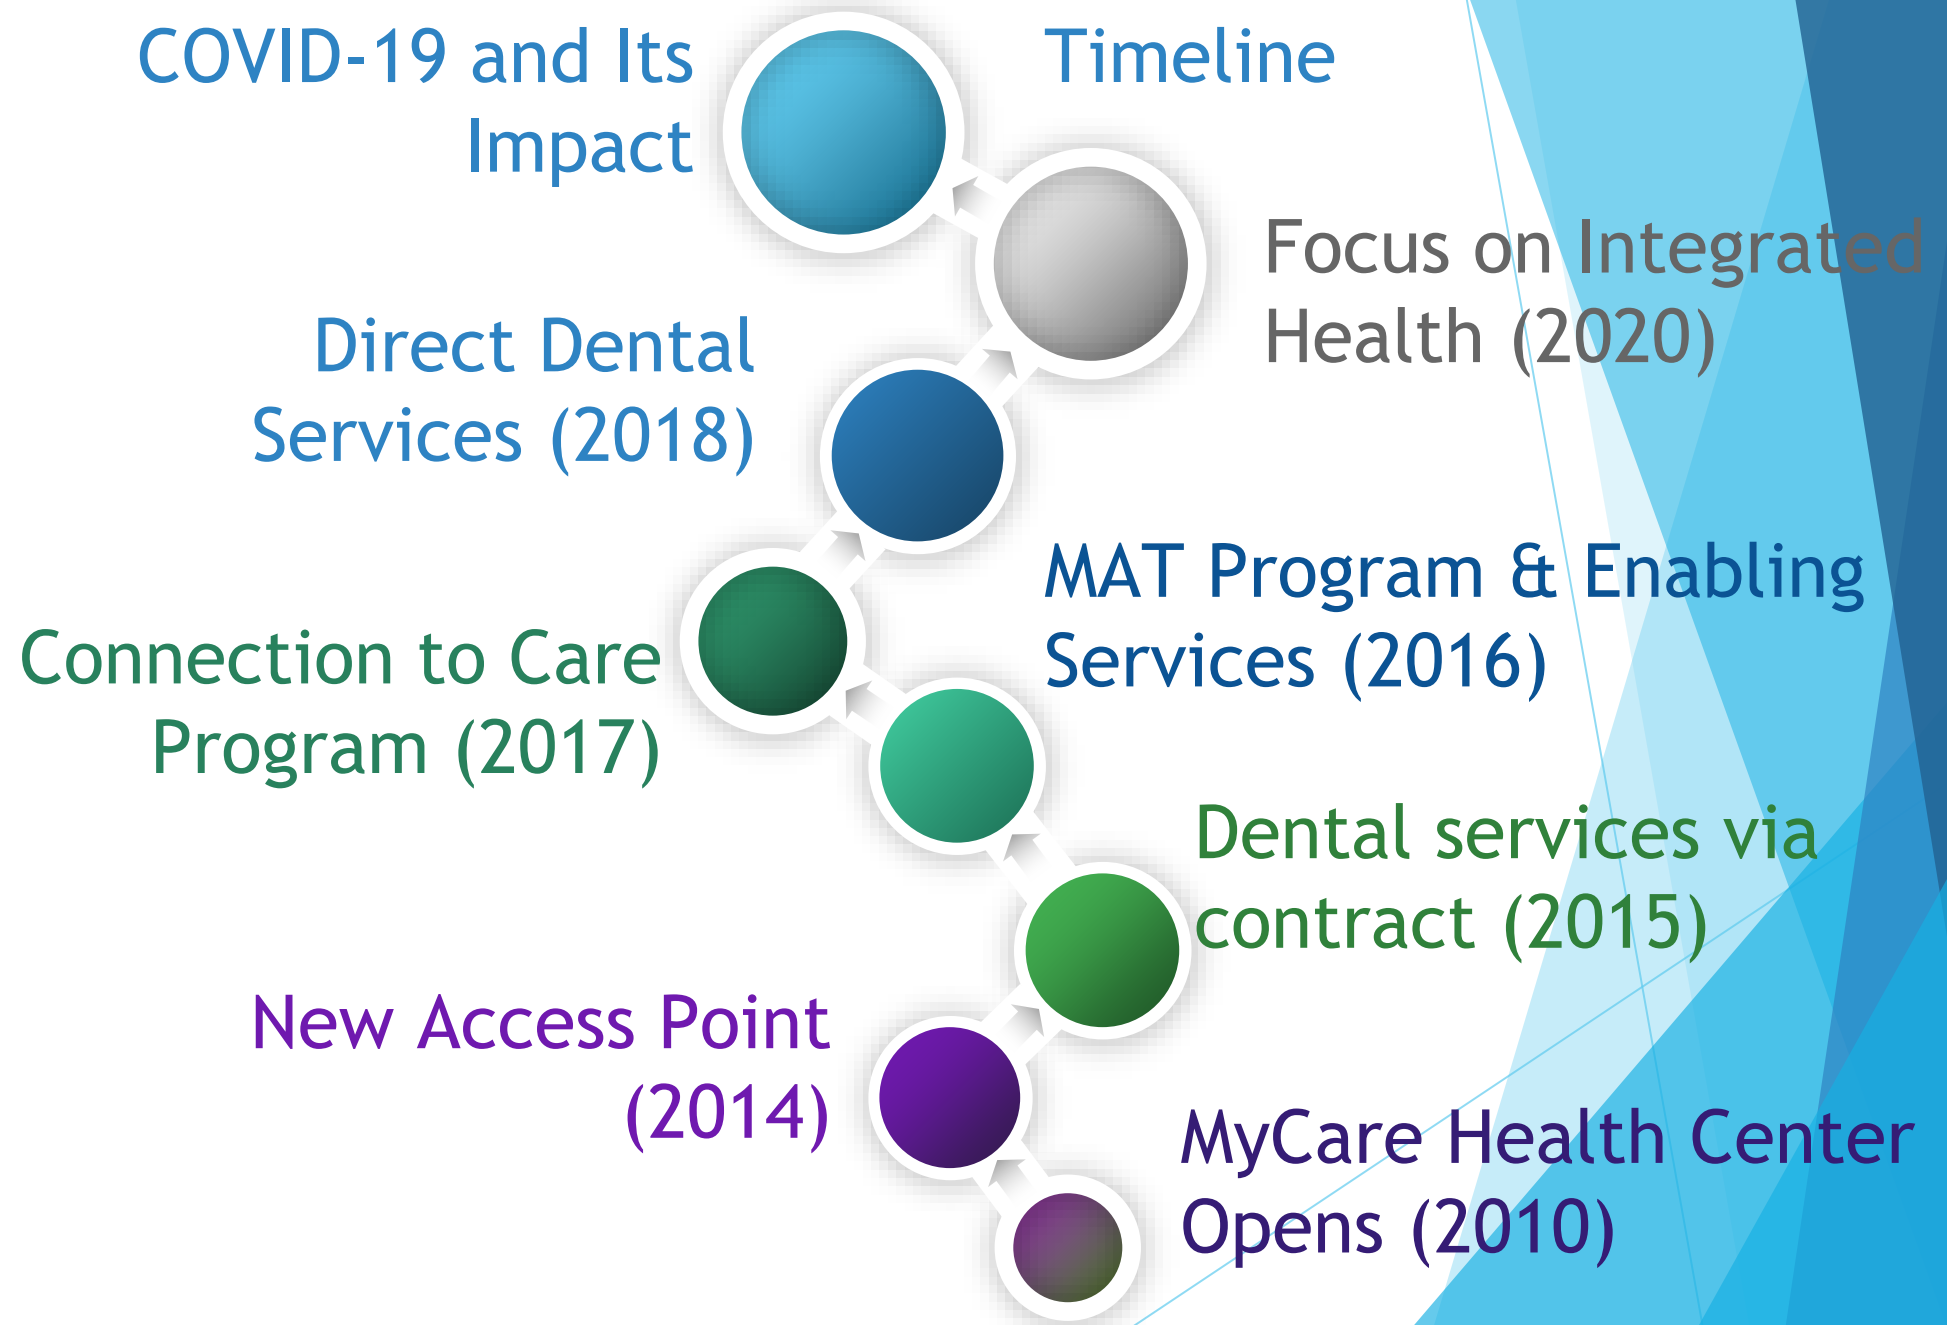 COVID-19 and Its
Impact
Timeline
Focus on Integrated
Health (2020)
Direct Dental
Services (2018)
MAT Program & Enabling
Services (2016)
Connection to Care
Program (2017)
Dental services via
contract (2015)
New Access Point
(2014)
MyCare Health Center
Opens (2010)